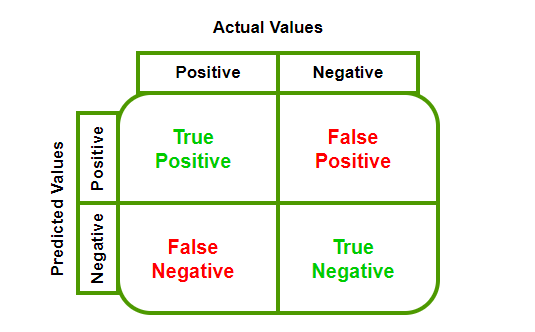 Actual Values
Positive Negative
Predicted Values
Positive
True Positive
False Positive
Negative
False Negative
True Negative